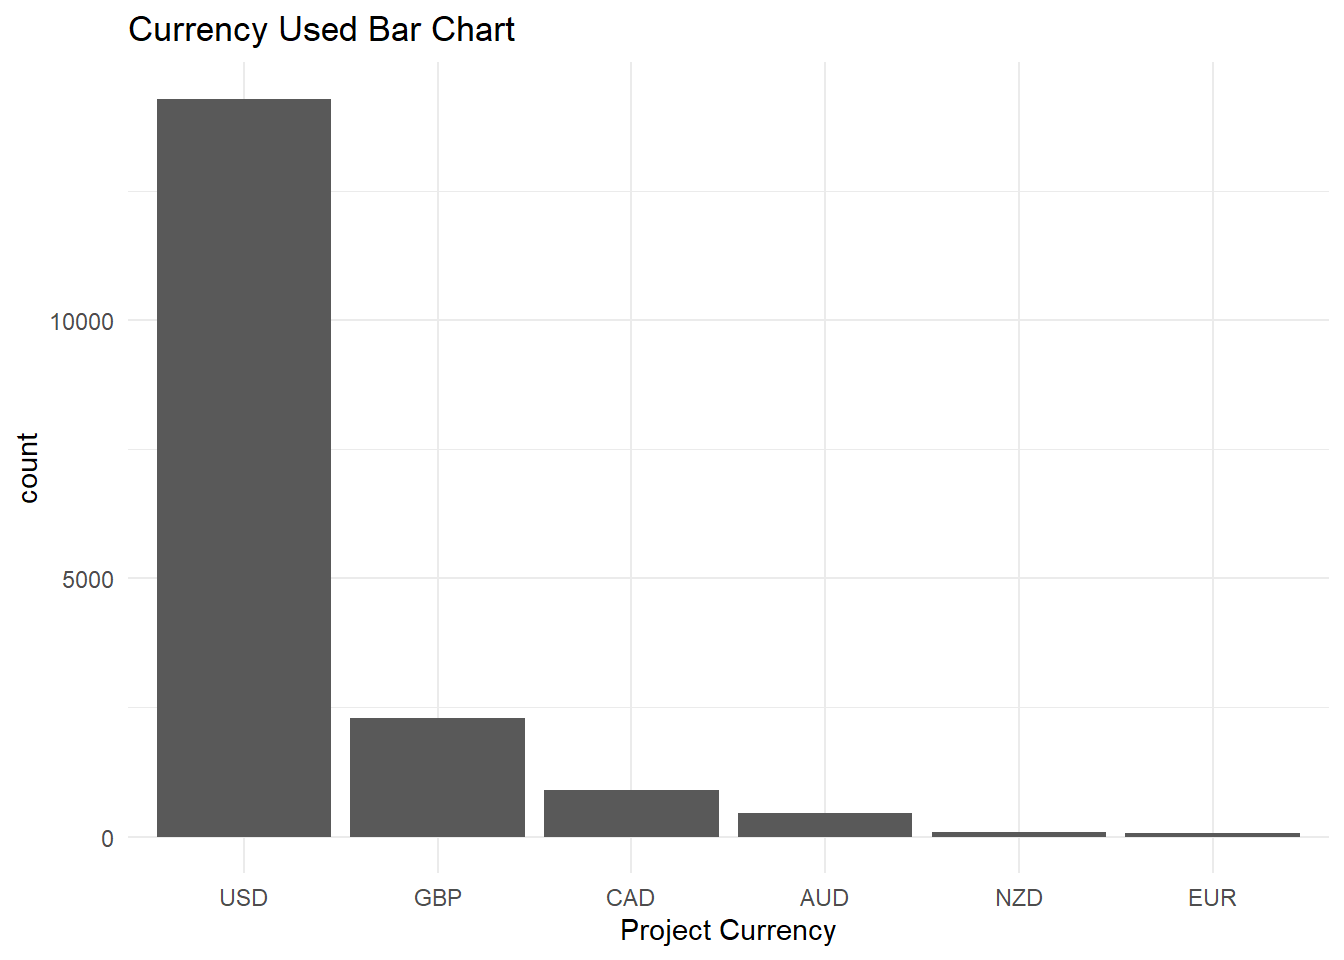 Currency Used Bar Chart
10000
5000
0
count
USD GBP CAD AUD NZD EUR
Project Currency